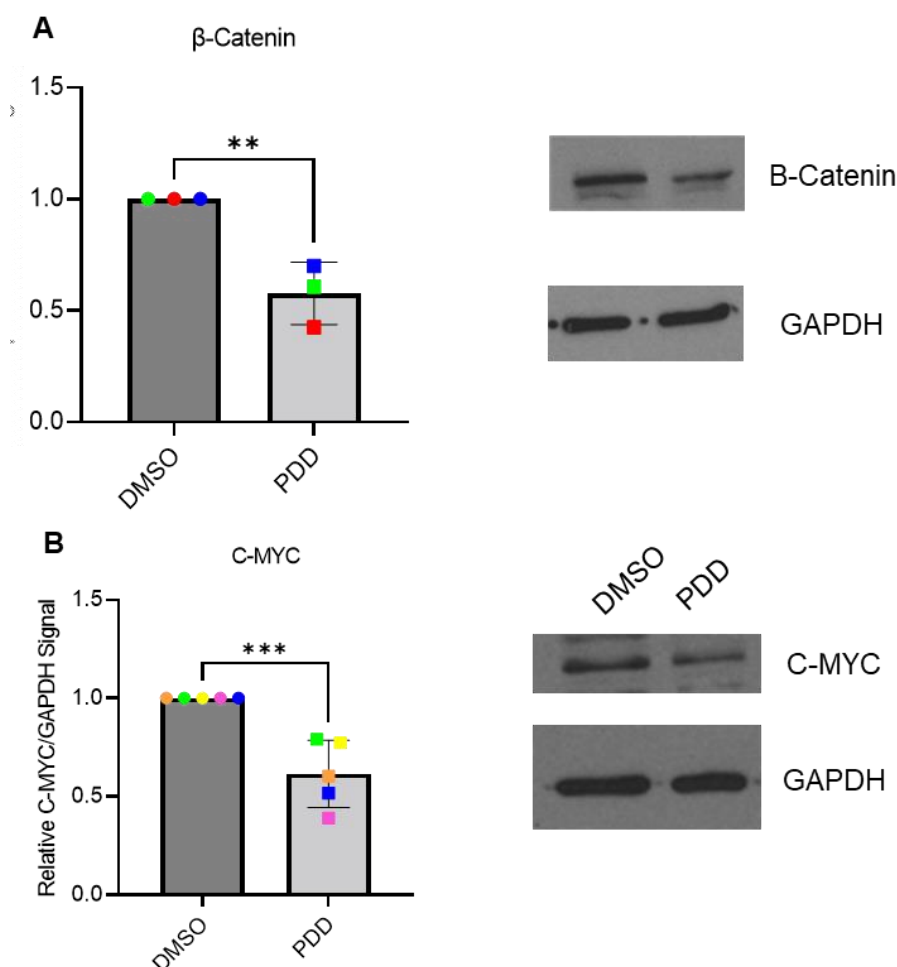 A
β-Catenin
1.5
**
1.0
0.5
0.0
DMSO
PDD
B-Catenin
GAPDH
B
C-MYC
Relative C-MYC/GAPDH Signal
1.5
***
1.0
0.5
0.0
DMSO
PDD
DMSO
PDD
C-MYC
GAPDH